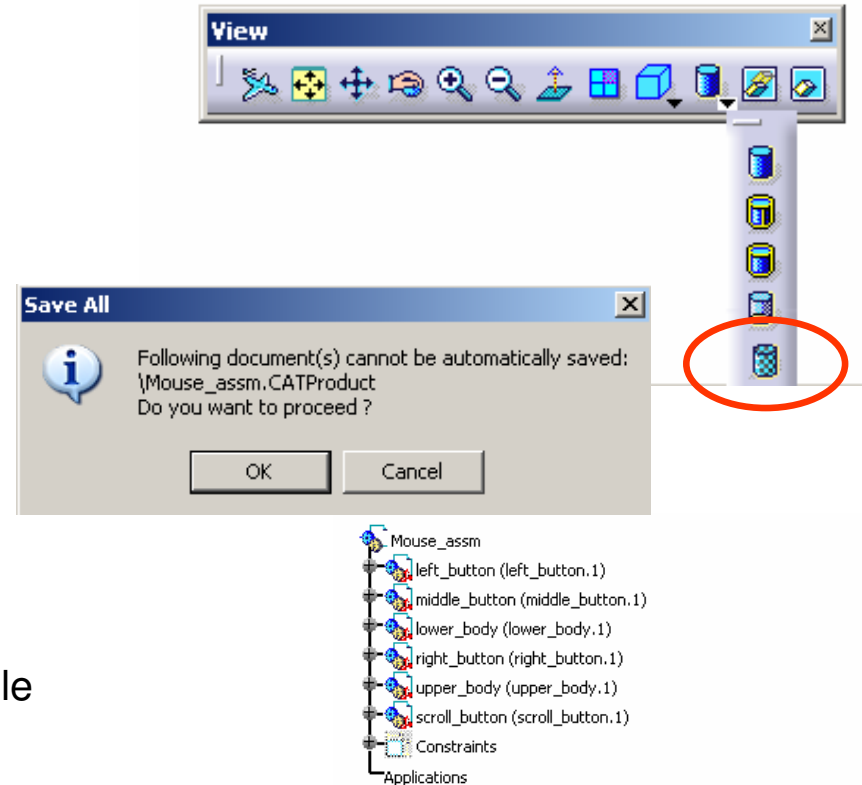 View
Save All
Following document(s) cannot be automatically saved:
\Mouse_assm.CATProduct
Do you want to proceed ?
OK
Cancel
Mouse_assm
left_button (left_button.1)
middle_button (middle_button.1)
lower_body (lower_body.1)
right_button (right_button.1)
le
upper_body (upper_body.1)
scroll_button (scroll_button.1)
Constraints
Applications